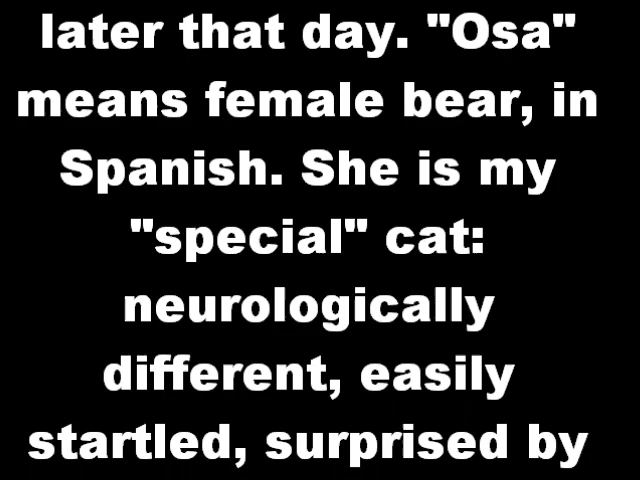 later that day. "Osa"
means female bear, in
Spanish. She is my
"special" cat:
neurologically
different, easily
startled, surprised by